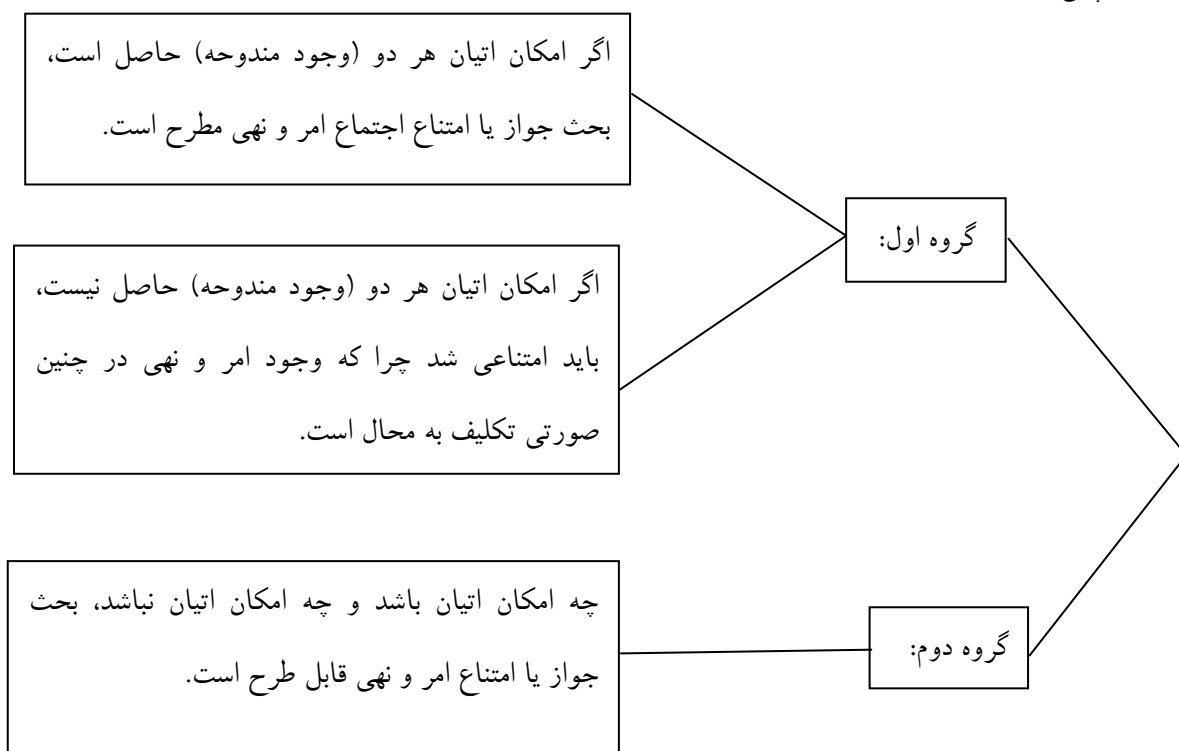 گروه اول:
اگر امکان اتیان هر دو (وجود مندوحه) حاصل است،
بحث جواز یا امتناع اجتماع امر و نهی مطرح است.
اگر امکان اتیان هر دو (وجود مندوحه) حاصل نیست،
باید امتناعی شد چرا که وجود امر و نهی در چنین
صورتی تکلیف به محال است.
گروه دوم:
چه امکان اتیان باشد و چه امکان اتیان نباشد، بحث
جواز یا امتناع امر و نهی قابل طرح است.